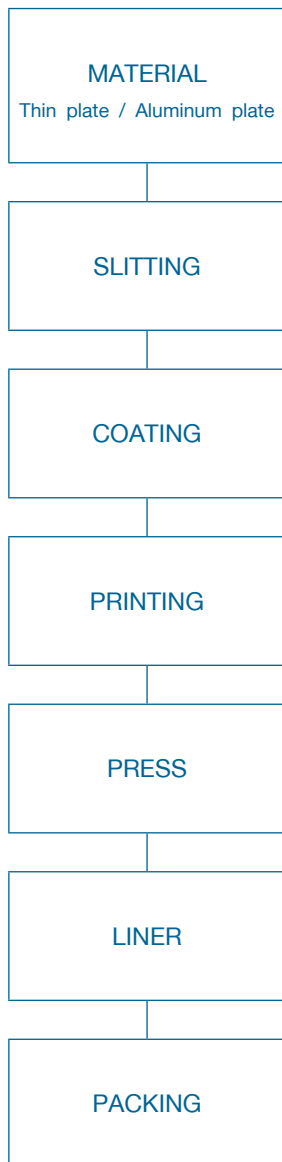 MATERIAL
Thin plate / Aluminum plate
SLITTING
COATING
PRINTING
PRESS
LINER
PACKING